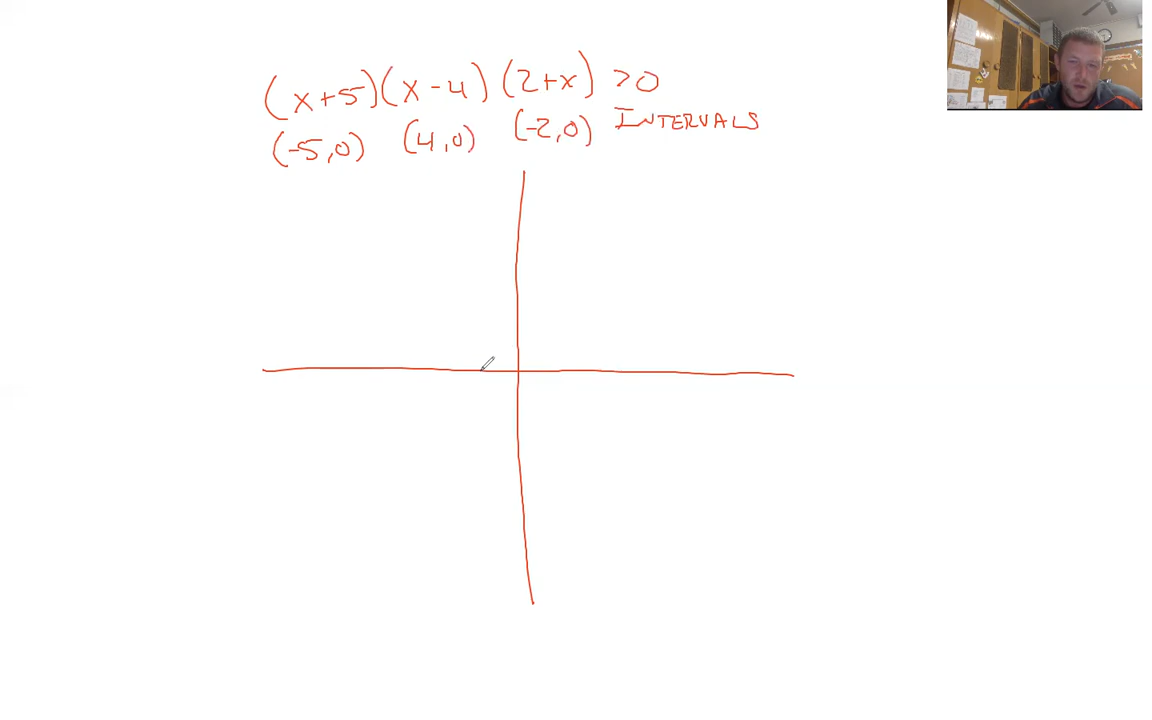 (x+5)(x-4)(2+x) >0
(-5,0) (4,0) (-2,0) INTERVALS